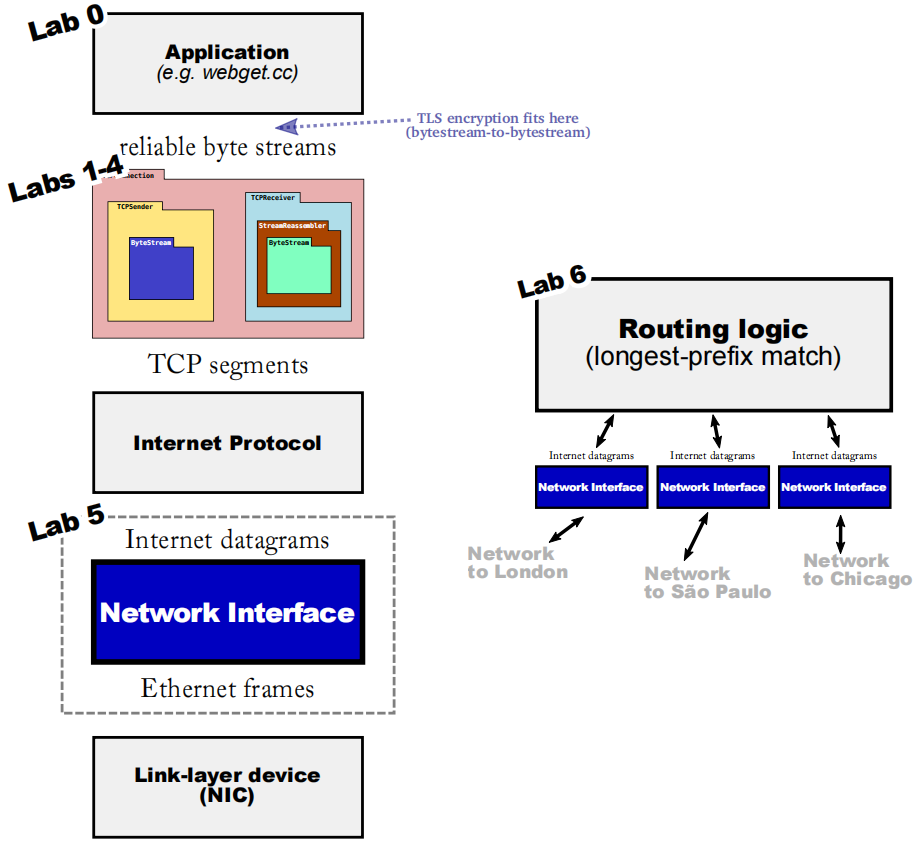 Lab 0
Application
(e.g. webget.cc)
TLS encryption fits here
(bytestream-to-bytestream)
reliable byte streams
Labs 1-4
nection
TCPSender
ByteStream
TCPReceiver
StreamReassembler
ByteStream
TCP segments
Internet Protocol
Lab 5
Internet datagrams
Network Interface
Ethernet frames
Link-layer device
(NIC)
Lab 6
Routing logic
(longest-prefix match)
Internet datagrams
Internet datagrams
Internet datagrams
Network Interface
Network Interface
Network Interface
Network
to London
Network
to São Paulo
Network
to Chicago